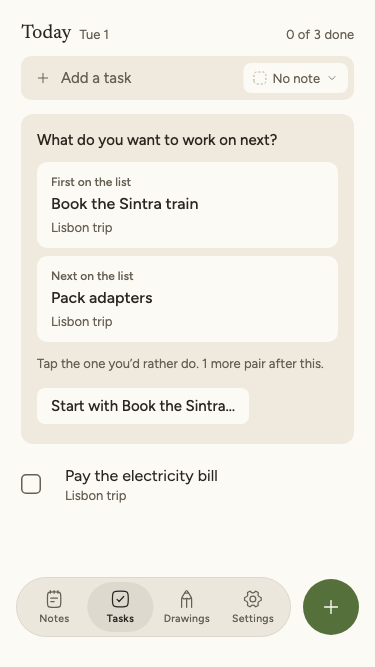 Today Tue 1 0 of 3 done
Add a task No note
What do you want to work on next?
First on the list
Book the Sintra train
Lisbon trip
Next on the list
Pack adapters
Lisbon trip
Tap the one you’d rather do. 1 more pair after this.
Start with Book the Sintra...
Pay the electricity bill
Lisbon trip
Notes Tasks Drawings Settings